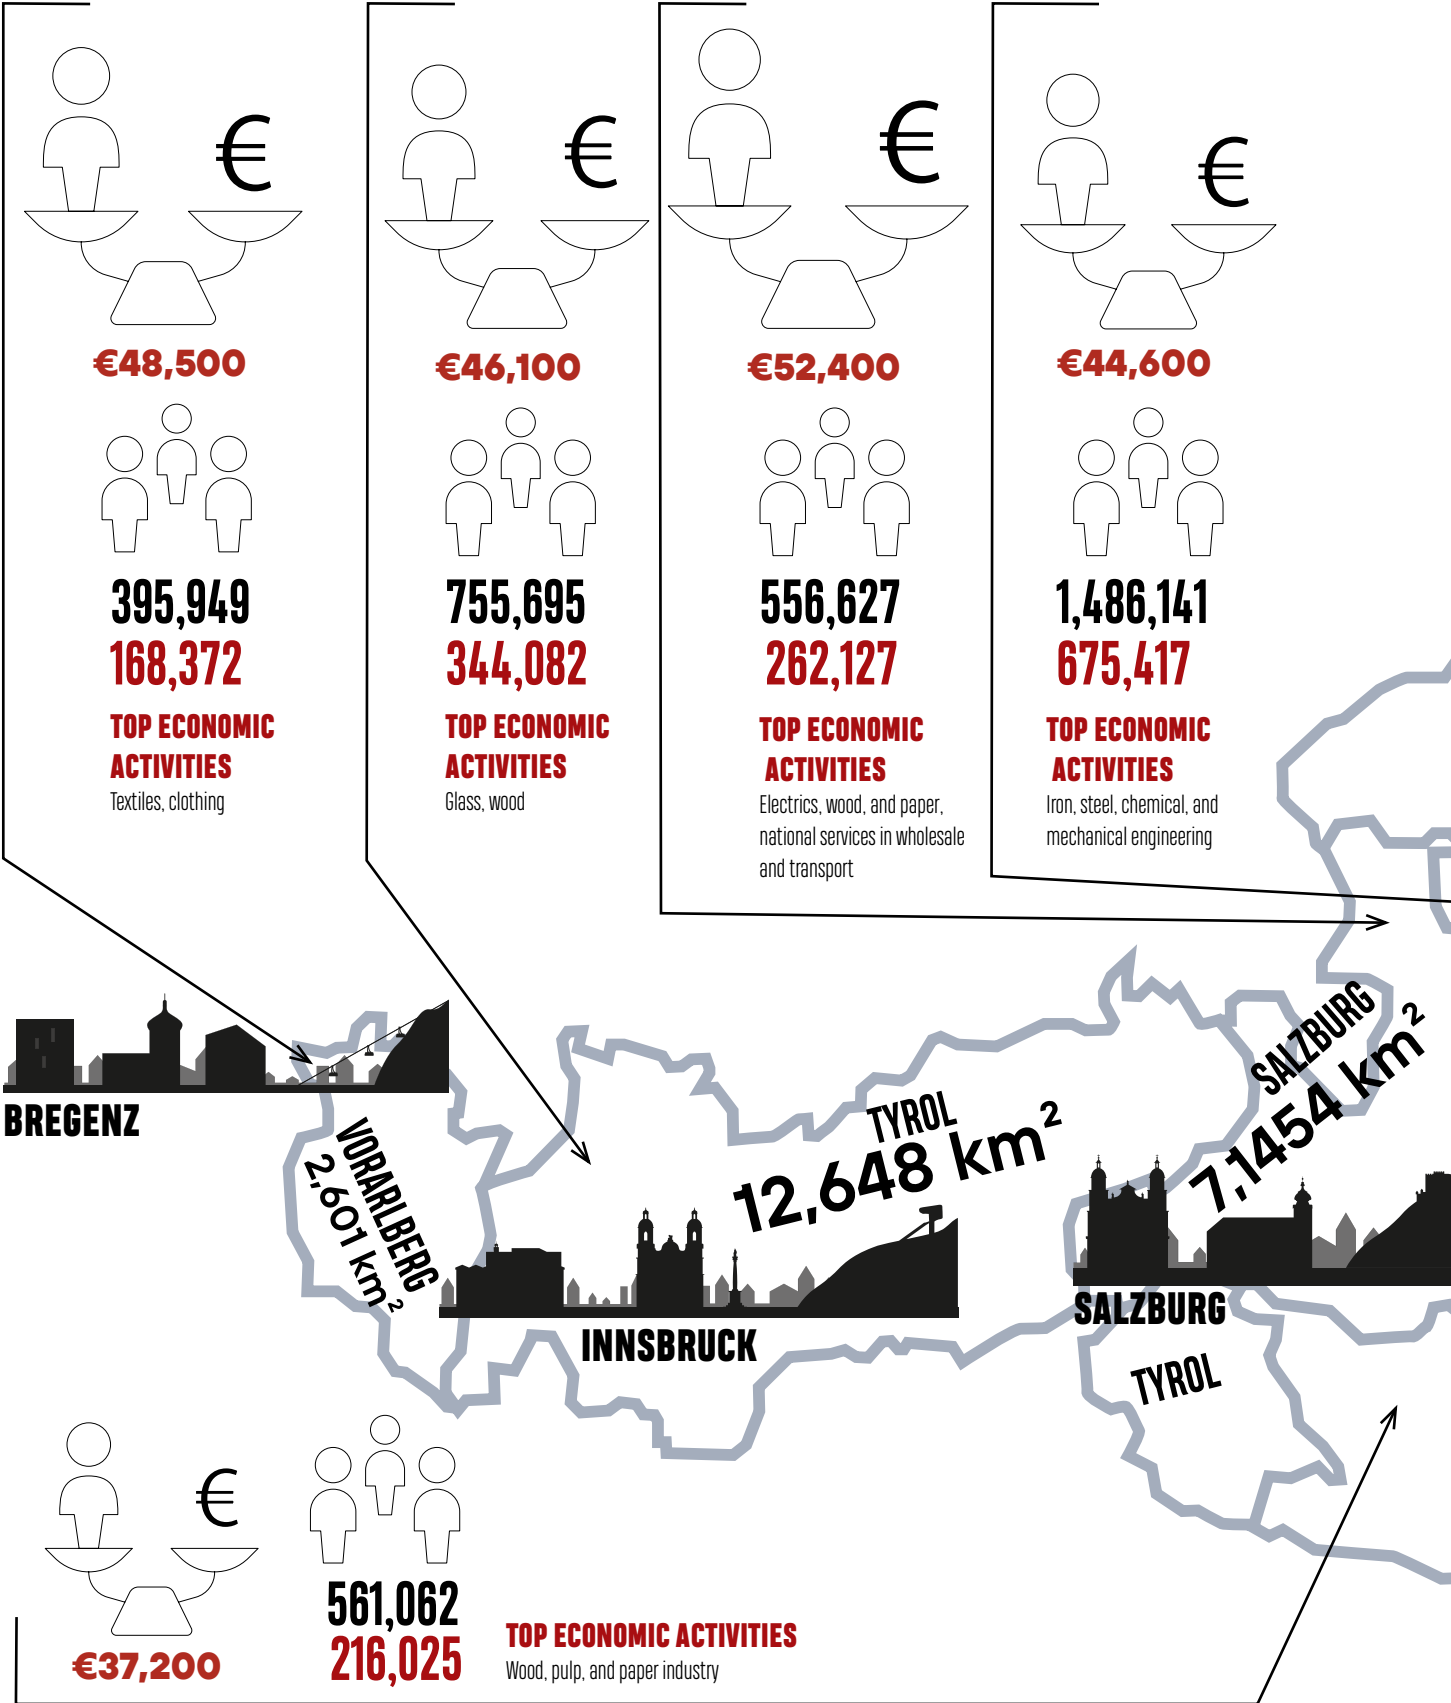 €
€48,500
395,949
168,372
TOP ECONOMIC
ACTIVITIES
Textiles, clothing
€
€46,100
755,695
344,082
TOP ECONOMIC
ACTIVITIES
Glass, wood
€
€52,400
556,627
262,127
TOP ECONOMIC
ACTIVITIES
Electrics, wood, and paper,
national services in wholesale
and transport
€
€44,600
1,486,141
675,417
TOP ECONOMIC
ACTIVITIES
Iron, steel, chemical, and
mechanical engineering
BREGENZ
VORARLBERG
2,601 km²
TYROL
12,648 km²
INNSBRUCK
SALZBURG
7,1454 km²
SALZBURG
TYROL
€
€37,200
561,062
216,025
TOP ECONOMIC ACTIVITIES
Wood, pulp, and paper industry